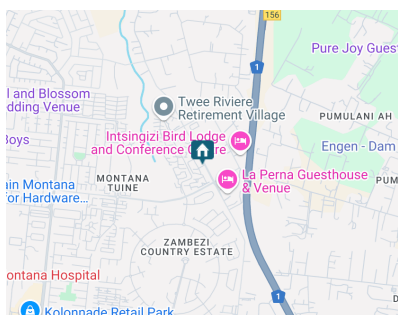 156
Pure Joy Guest
1
l and Blossom
dding Venue
Twee Riviere
Retirement Village
PUMULANI AH
Boys
Intsingizi Bird Lodge
and Conference Centre
Engen - Dam
MONTANA
TUINE
La Perna Guesthouse
& Venue
PUM
ain Montana
for Hardware...
ZAMBEZI
COUNTRY ESTATE
ontana Hospital
1
Kolonnade Retail Park